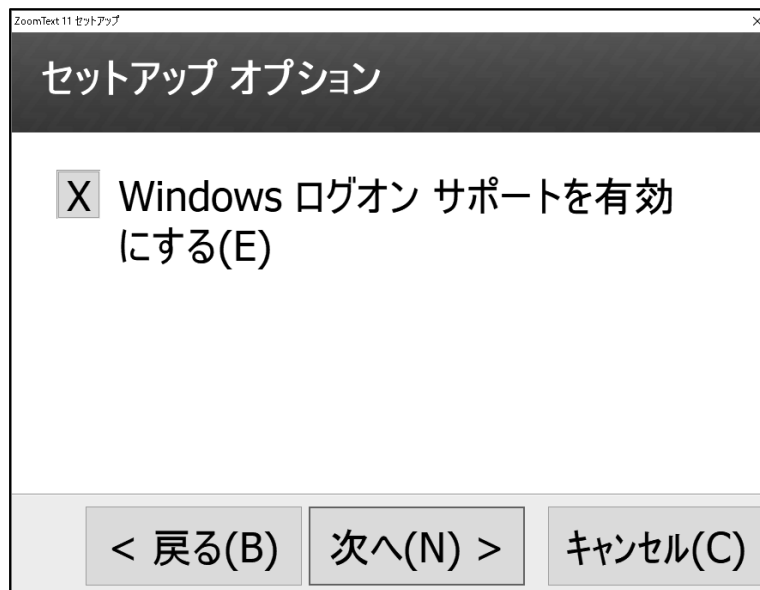 ZoomText 11 セットアップ
×
セットアップ オプション
X Windows ログオン サポートを有効
にする(E)
< 戻る(B) 次へ(N) > キャンセル(C)